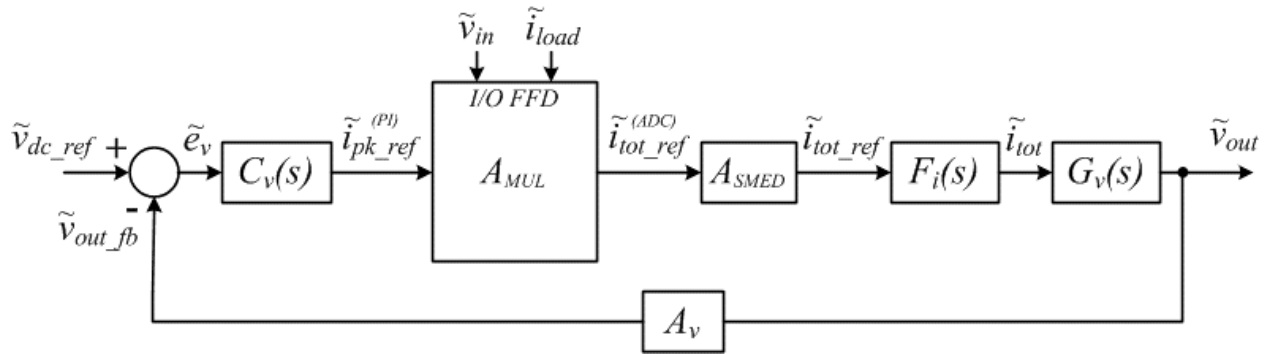 ṽin ĩload
I/O FFD
ṽdc_ref + ẽv Cv(s) ĩpk_ref (PI) AMUL ĩtot_ref (ADC) ASMED ĩtot_ref Fi(s) ĩtot Gv(s) ṽout
-
ṽout_fb
Av